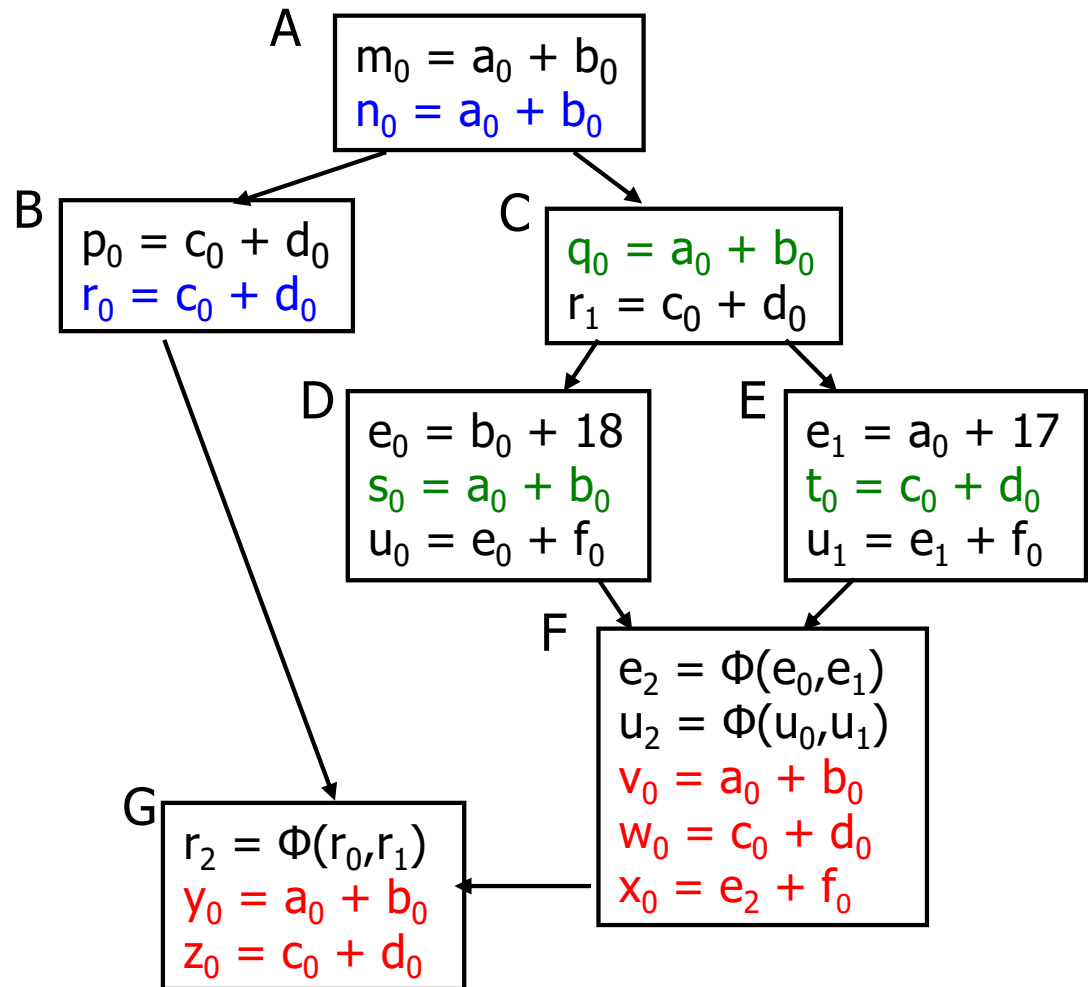 A
m₀ = a₀ + b₀
n₀ = a₀ + b₀
B
p₀ = c₀ + d₀
r₀ = c₀ + d₀
C
q₀ = a₀ + b₀
r₁ = c₀ + d₀
D
e₀ = b₀ + 18
s₀ = a₀ + b₀
u₀ = e₀ + f₀
E
e₁ = a₀ + 17
t₀ = c₀ + d₀
u₁ = e₁ + f₀
F
e₂ = Φ(e₀,e₁)
u₂ = Φ(u₀,u₁)
v₀ = a₀ + b₀
w₀ = c₀ + d₀
x₀ = e₂ + f₀
G
r₂ = Φ(r₀,r₁)
y₀ = a₀ + b₀
z₀ = c₀ + d₀